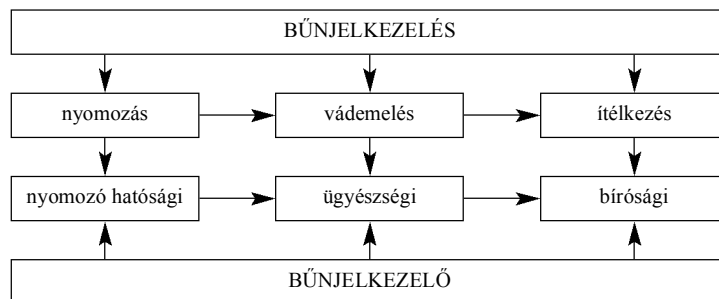 BŰNJELKEZELÉS
nyomozás
vádemelés
ítélkezés
nyomozó hatósági
ügyészségi
bírósági
BŰNJELKEZELŐ